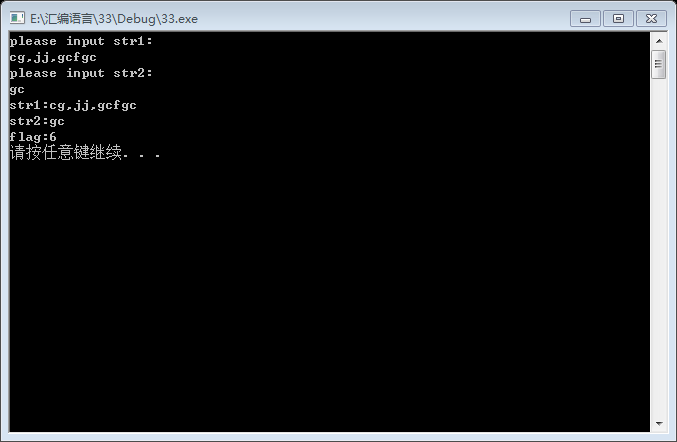 E:\汇编语言\33\Debug\33.exe
please input str1:
cg,jj,gcfgc
please input str2:
gc
str1:cg,jj,gcfgc
str2:gc
flag:6
请按任意键继续. . .